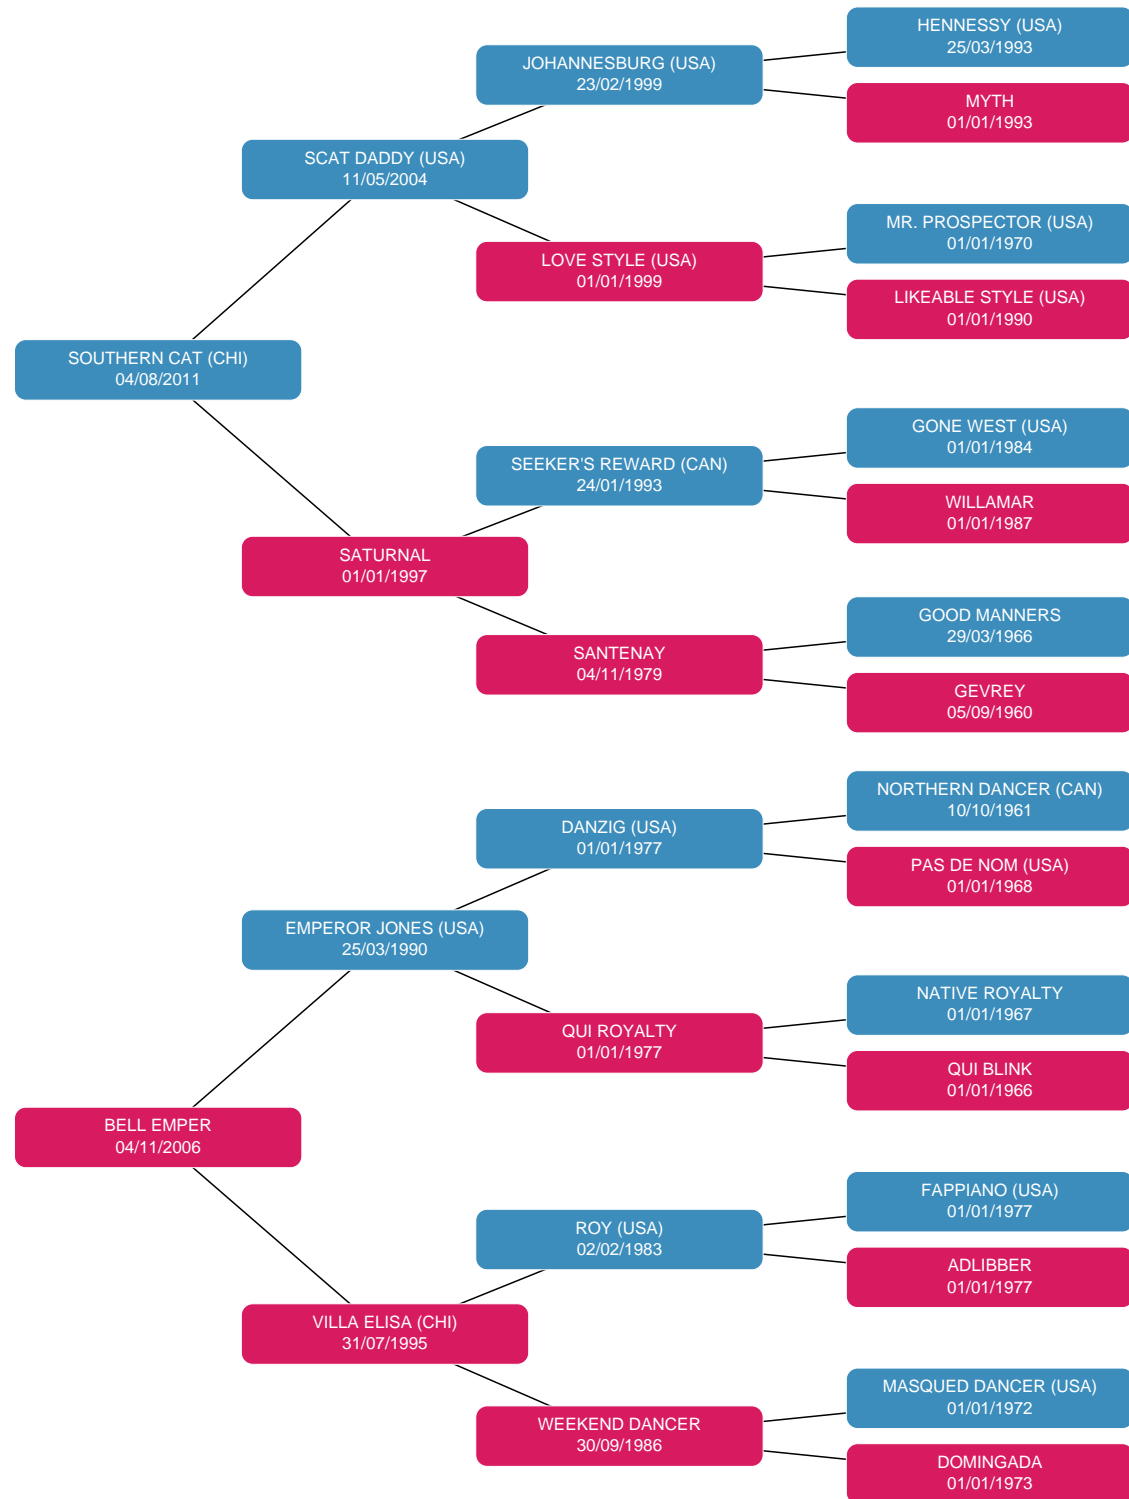 HENNESSY (USA)
25/03/1993
JOHANNESBURG (USA)
23/02/1999
MYTH
01/01/1993
SCAT DADDY (USA)
11/05/2004
MR. PROSPECTOR (USA)
01/01/1970
LOVE STYLE (USA)
01/01/1999
LIKEABLE STYLE (USA)
01/01/1990
SOUTHERN CAT (CHI)
04/08/2011
GONE WEST (USA)
01/01/1984
SEEKER'S REWARD (CAN)
24/01/1993
WILLAMAR
01/01/1987
SATURNAL
01/01/1997
GOOD MANNERS
29/03/1966
SANTENAY
04/11/1979
GEVREY
05/09/1960
NORTHERN DANCER (CAN)
10/10/1961
DANZIG (USA)
01/01/1977
PAS DE NOM (USA)
01/01/1968
EMPEROR JONES (USA)
25/03/1990
NATIVE ROYALTY
01/01/1967
QUI ROYALTY
01/01/1977
QUI BLINK
01/01/1966
BELL EMPER
04/11/2006
FAPPIANO (USA)
01/01/1977
ROY (USA)
02/02/1983
ADLIBBER
01/01/1977
VILLA ELISA (CHI)
31/07/1995
MASQUED DANCER (USA)
01/01/1972
WEEKEND DANCER
30/09/1986
DOMINGADA
01/01/1973